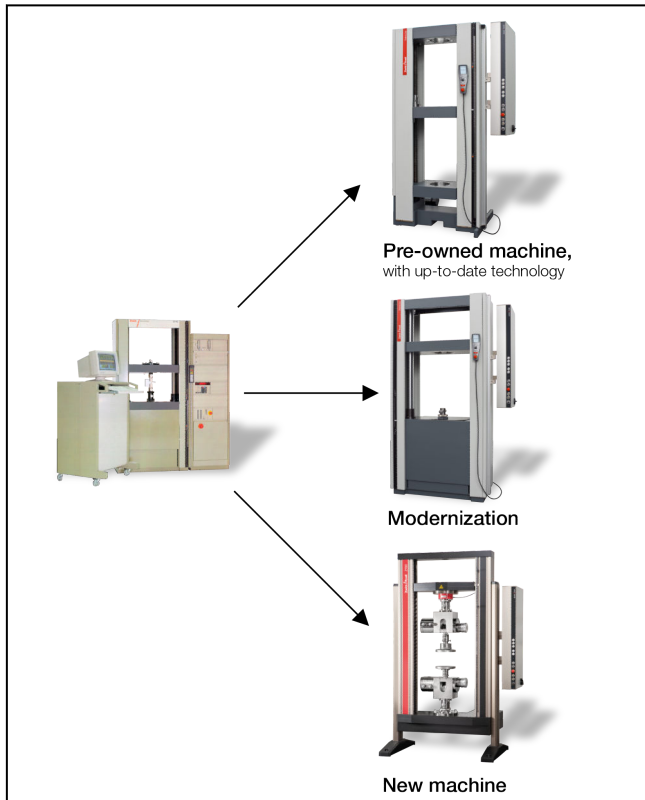 Pre-owned machine,
with up-to-date technology
Modernization
New machine